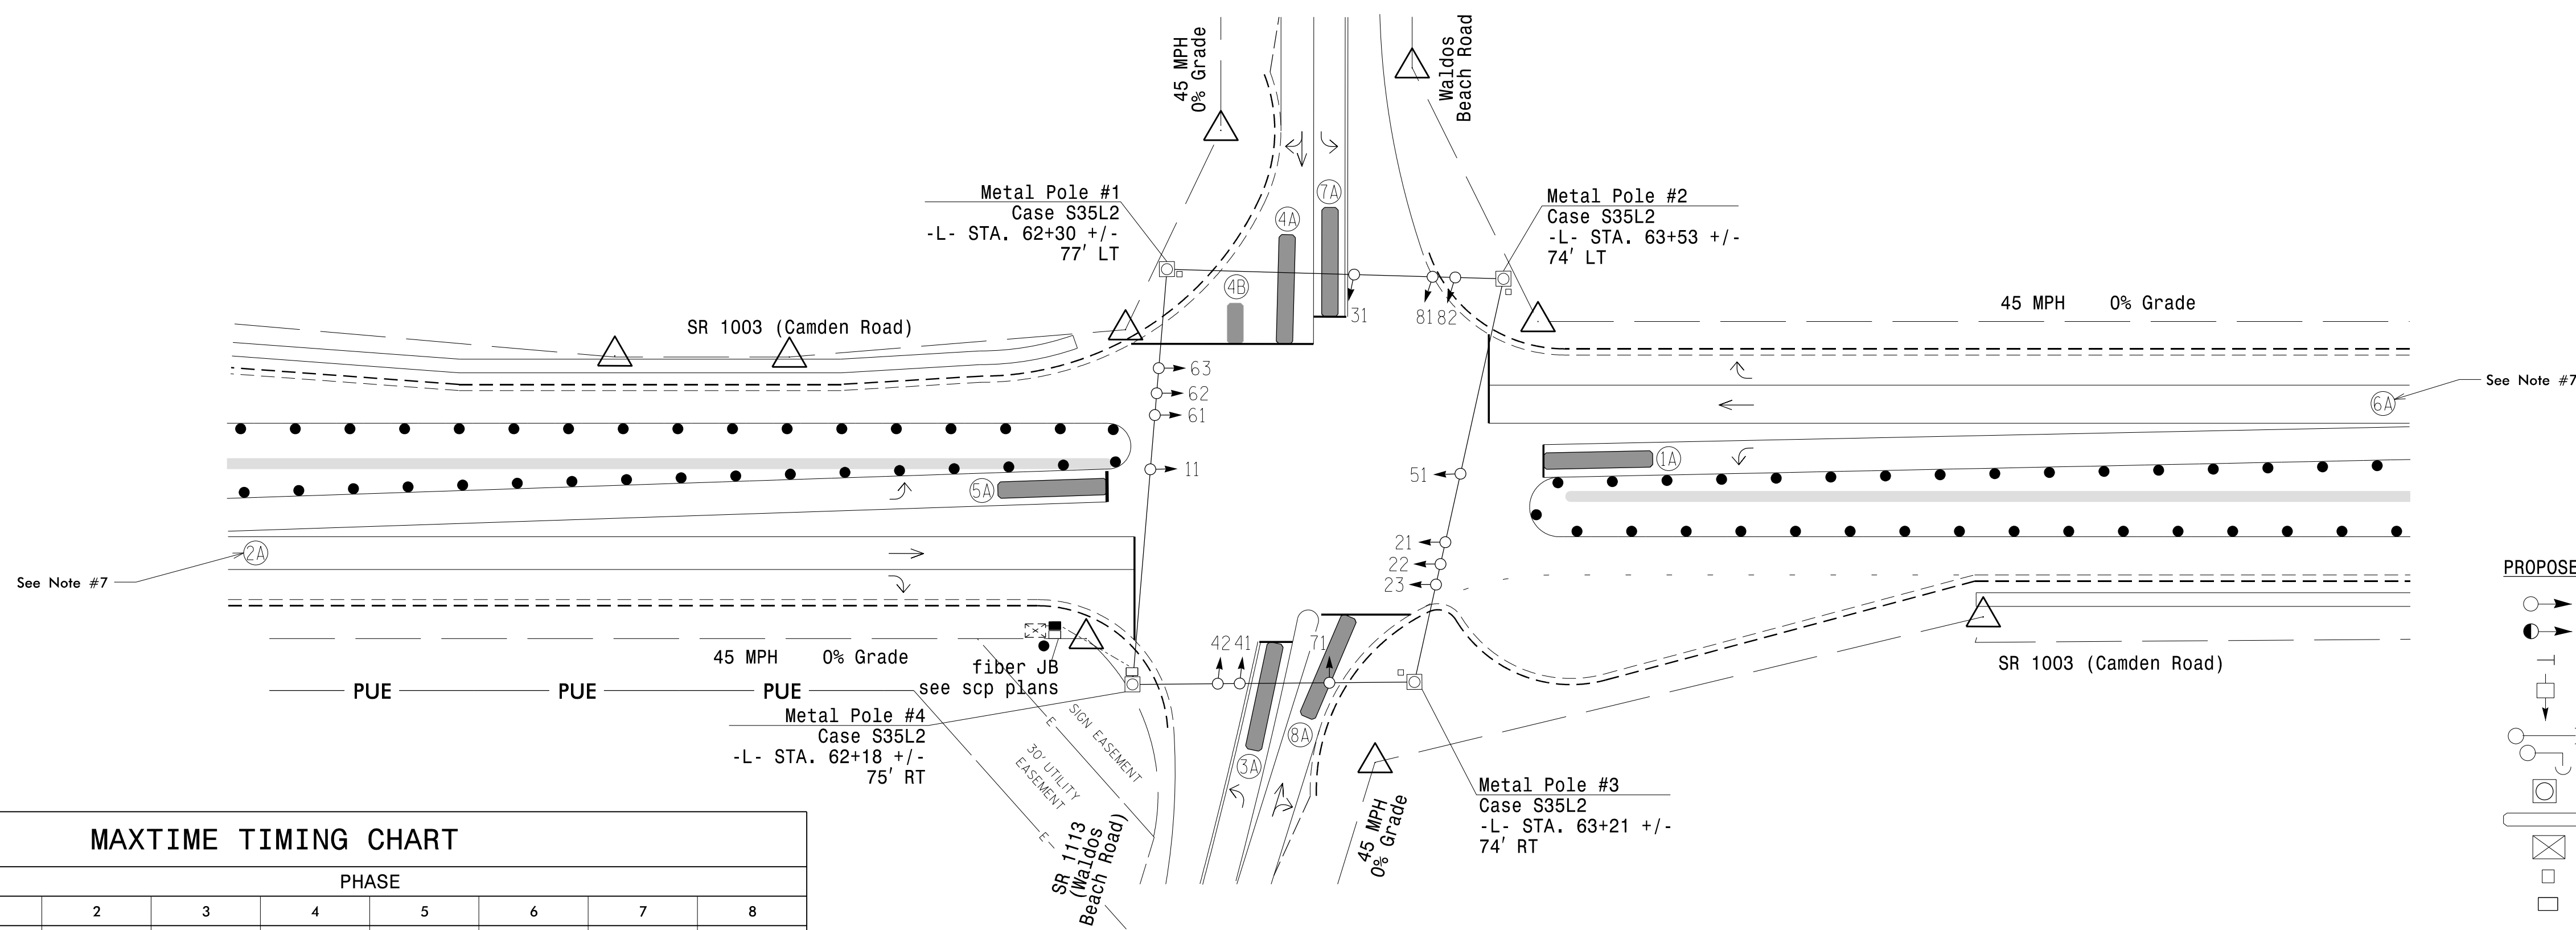 45 MPH
0% Grade
Waldos
Beach Road
Metal Pole #1
Case S35L2
-L- STA. 62+30 +/-
77' LT
Metal Pole #2
Case S35L2
-L- STA. 63+53 +/-
74' LT
7A
4A
4B
31
81
82
SR 1003 (Camden Road)
45 MPH 0% Grade
63
62
61
11
See Note #7
6A
1A
51
5A
21
22
23
2A
See Note #7
45 MPH 0% Grade
PUE
PUE
PUE
fiber JB
see scp plans
42
41
71
SR 1003 (Camden Road)
PROPOSE
Metal Pole #4
Case S35L2
-L- STA. 62+18 +/-
75' RT
E
SIGN EASEMENT
30' UTILITY
EASEMENT
E
3A
8A
Metal Pole #3
Case S35L2
-L- STA. 63+21 +/-
74' RT
45 MPH
0% Grade
SR 1113
(Waldos
Beach Road)
MAXTIME TIMING CHART
PHASE
2 3 4 5 6 7 8